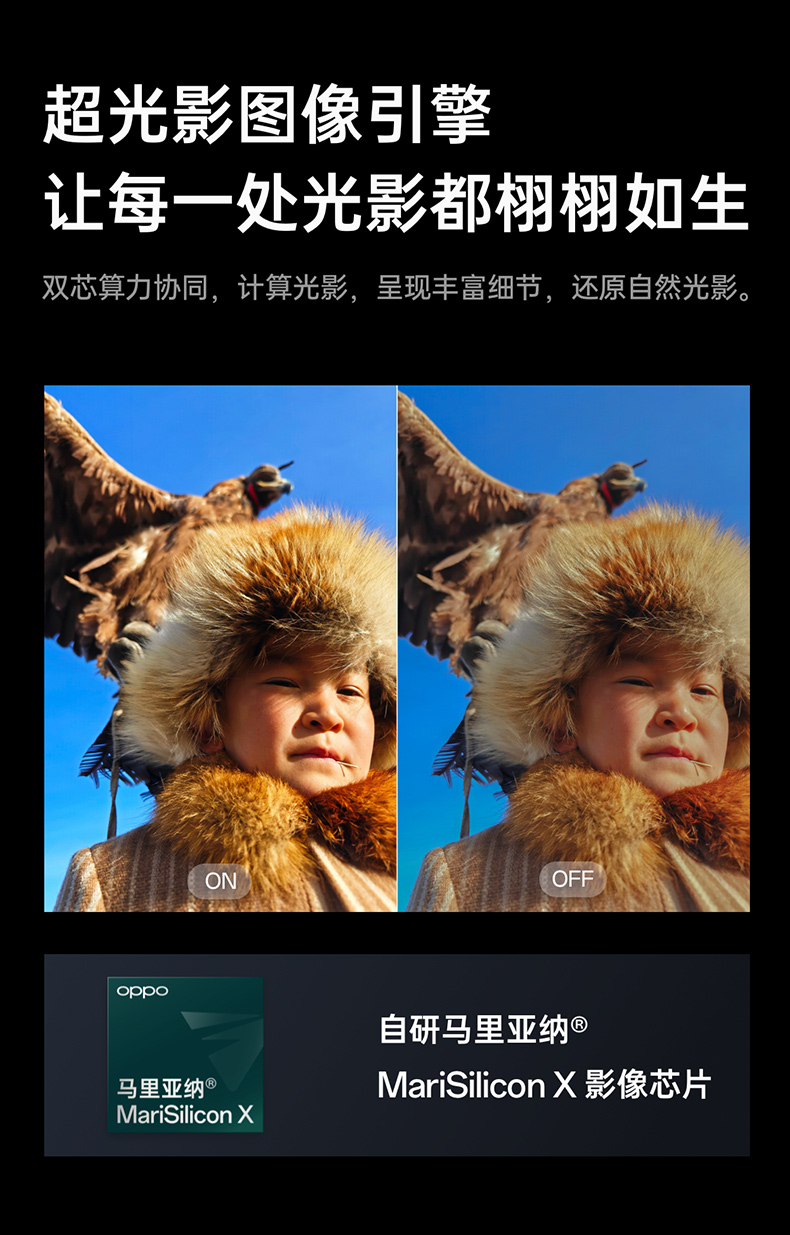 超光影图像引擎
让每一处光影都栩栩如生
双芯算力协同，计算光影，呈现丰富细节，还原自然光影。
ON
OFF
oppo
马里亚纳®
MariSilicon X
自研马里亚纳®
MariSilicon X 影像芯片